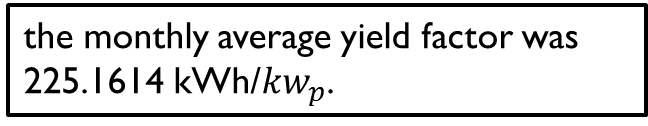 the monthly average yield factor was
225.1614 kWh/$kw_p$.